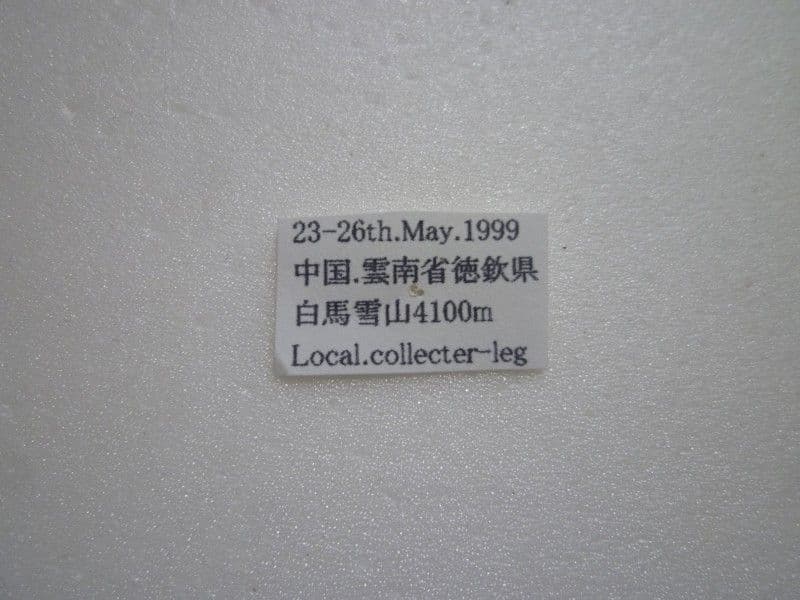 23-26th.May.1999
中国.雲南省徳欽県
白馬雪山4100m
Local.collecter-leg